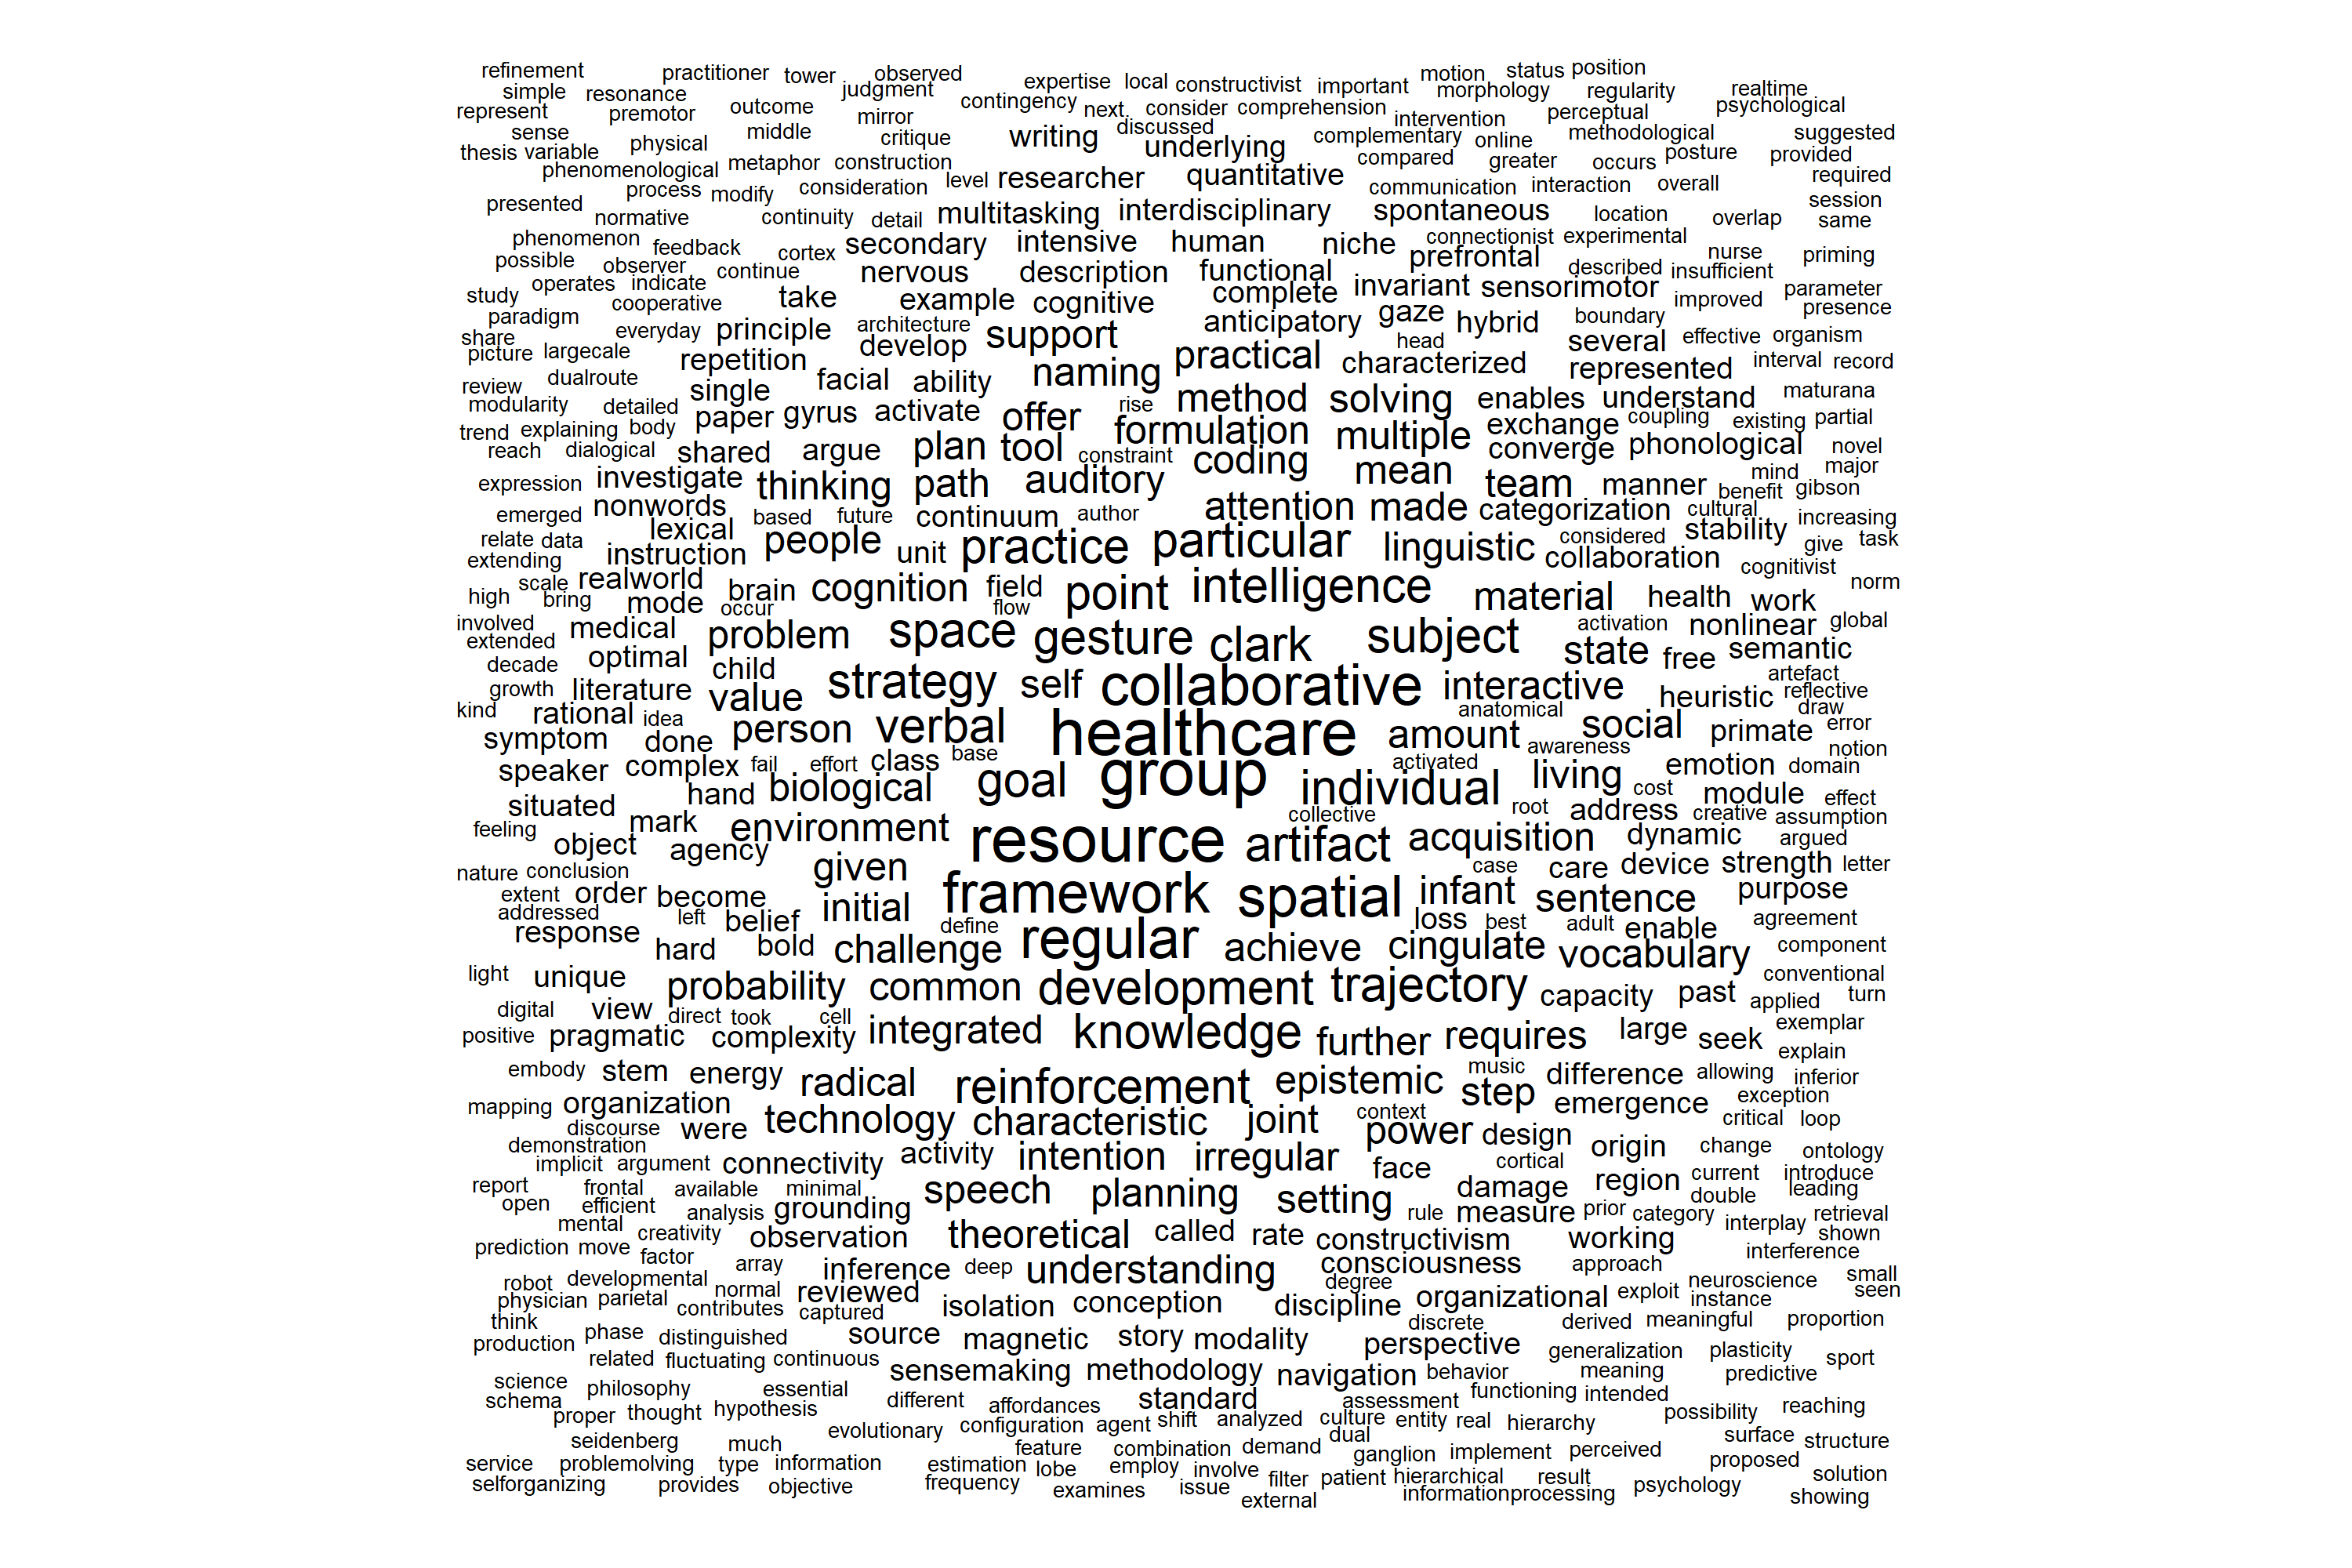 refinement practitioner tower observed expertise local constructivist important motion status position
simple resonance judgment morphology regularity realtime
represent premotor outcome mirror contingency next consider comprehension intervention perceptual psychological
sense physical middle critique writing discussed complementary online methodological suggested
thesis variable underlying
phenomenological metaphor construction compared greater occurs posture provided
process modify consideration level researcher quantitative communication interaction overall required
presented normative continuity detail multitasking interdisciplinary spontaneous location overlap session same
phenomenon feedback cortex secondary intensive human niche connectionist experimental
possible observer continue nervous description functional prefrontal described insufficient nurse priming
study operates indicate cooperative take example cognitive complete invariant sensorimotor improved parameter presence
paradigm everyday principle architecture support anticipatory gaze hybrid boundary
share picture largecale repetition develop practical head characterized several effective organism
review dualroute single facial ability naming represented interval record
modularity detailed paper gyrus activate offer rise method solving enables understand maturana
trend explaining body formulation multiple exchange coupling existing partial
reach dialogical shared argue plan tool constraint coding converge phonological novel
expression investigate thinking path auditory mean team manner mind major benefit gibson
emerged nonwords lexical based future continuum author attention made categorization cultural stability increasing
relate data extending instruction people unit practice particular linguistic considered collaboration give task
high scale bring realworld mode brain occur cognition field flow point intelligence material health work cognitivist norm
involved extended medical problem space gesture clark subject activation nonlinear global
decade optimal child state free semantic
growth literature value strategy self collaborative interactive heuristic artefact reflective
kind rational idea person verbal healthcare anatomical amount social primate draw error
symptom done awareness notion
speaker complex fail effort class base group activated living emotion domain
situated hand biological goal individual cost module effect
feeling mark environment collective root address creative assumption
object agency resource artifact acquisition dynamic argued
nature conclusion given case care device strength letter
extent order become framework spatial infant sentence purpose
addressed response left belief initial define loss best adult enable agreement
hard bold challenge regular achieve cingulate vocabulary component
light unique probability common development trajectory capacity past conventional
digital view direct took cell applied turn
positive pragmatic complexity integrated knowledge further requires large seek exemplar explain
embody stem energy radical reinforcement epistemic music step difference allowing inferior
mapping organization technology characteristic joint context emergence exception
discourse were power design critical loop
demonstration implicit argument connectivity activity intention irregular face cortical origin change ontology
report frontal available minimal speech planning setting damage region current introduce
open efficient analysis grounding rule measure prior category double leading
mental creativity observation theoretical called rate constructivism working interplay retrieval shown
prediction move factor array inference deep understanding consciousness approach interference
robot developmental normal reviewed degree neuroscience small
physician parietal contributes captured isolation conception discipline organizational exploit instance seen
think production phase distinguished source magnetic story modality perspective discrete derived meaningful proportion
related fluctuating continuous sensemaking methodology navigation behavior generalization plasticity sport
science meaning predictive
schema philosophy essential different affordances standard assessment functioning intended
proper thought hypothesis evolutionary configuration agent shift analyzed culture entity real hierarchy possibility reaching
seidenberg much feature combination demand dual ganglion implement perceived surface structure
service problemolving type information estimation lobe employ involve proposed
selforganizing provides objective frequency examines issue filter patient hierarchical result psychology solution
external informationprocessing showing